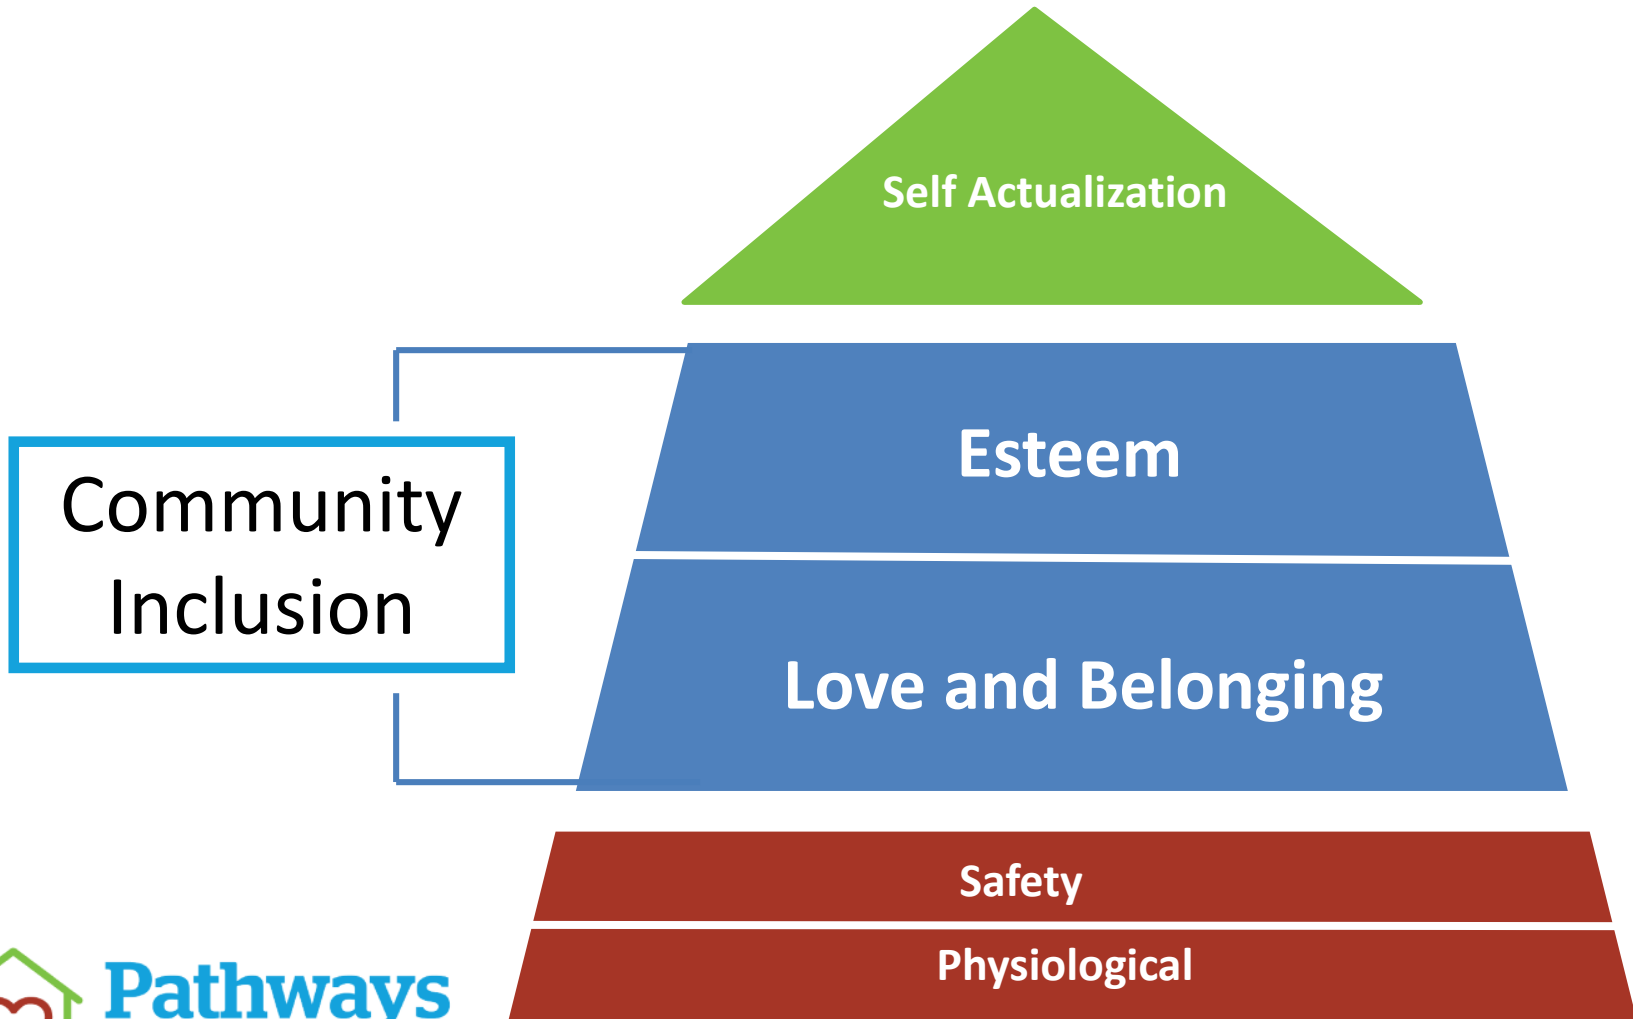 Self Actualization
Esteem
Community
Inclusion
Love and Belonging
Safety
Physiological
Pathways